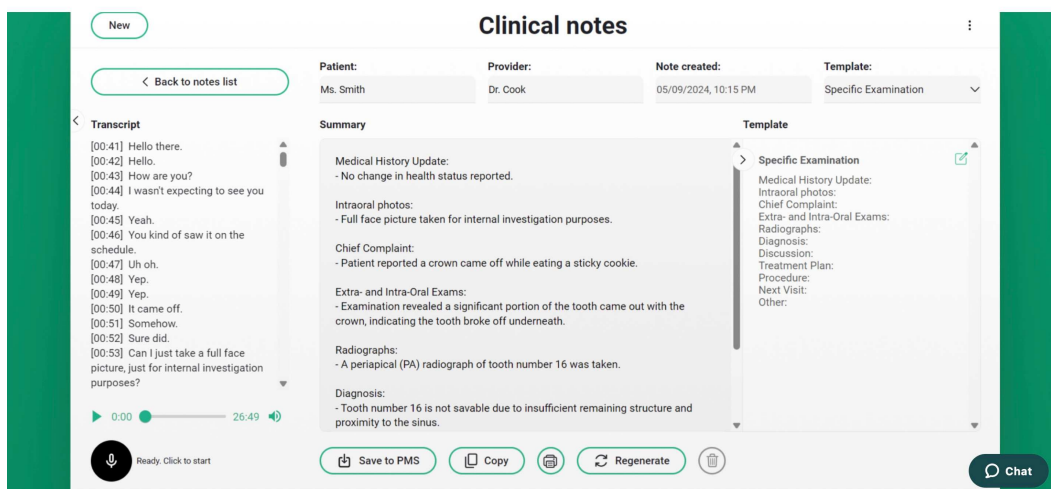 New
Clinical notes
Back to notes list
Patient:
Ms. Smith
Provider:
Dr. Cook
Note created:
05/09/2024, 10:15 PM
Template:
Specific Examination
Transcript
[00:41] Hello there.
[00:42] Hello.
[00:43] How are you?
[00:44] I wasn't expecting to see you
today.
[00:45] Yeah.
[00:46] You kind of saw it on the
schedule.
[00:47] Uh oh.
[00:48] Yep.
[00:49] Yep.
[00:50] It came off.
[00:51] Somehow.
[00:52] Sure did.
[00:53] Can I just take a full face
picture, just for internal investigation
purposes?
0:00
26:49
Ready. Click to start
Summary
Medical History Update:
- No change in health status reported.
Intraoral photos:
- Full face picture taken for internal investigation purposes.
Chief Complaint:
- Patient reported a crown came off while eating a sticky cookie.
Extra- and Intra-Oral Exams:
- Examination revealed a significant portion of the tooth came out with the
crown, indicating the tooth broke off underneath.
Radiographs:
- A periapical (PA) radiograph of tooth number 16 was taken.
Diagnosis:
- Tooth number 16 is not savable due to insufficient remaining structure and
proximity to the sinus.
Template
Specific Examination
Medical History Update:
Intraoral photos:
Chief Complaint:
Extra- and Intra-Oral Exams:
Radiographs:
Diagnosis:
Discussion:
Treatment Plan:
Procedure:
Next Visit:
Other:
Save to PMS
Copy
Regenerate
Chat